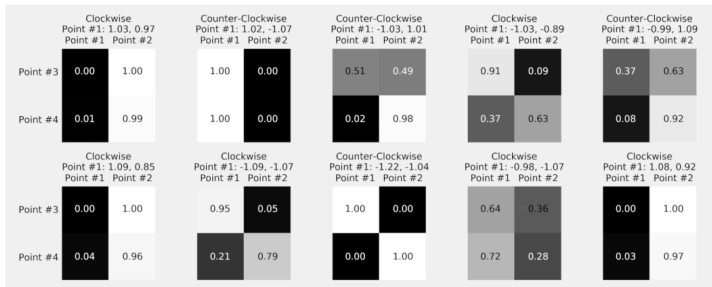 Clockwise Counter-Clockwise Counter-Clockwise Clockwise Counter-Clockwise
Point #1: 1.03, 0.97 Point #1: 1.02, -1.07 Point #1: -1.03, 1.01 Point #1: -1.03, -0.89 Point #1: -0.99, 1.09
Point #1 Point #2 Point #1 Point #2 Point #1 Point #2 Point #1 Point #2 Point #1 Point #2
Point #3 0.00 1.00 1.00 0.00 0.51 0.49 0.91 0.09 0.37 0.63
Point #4 0.01 0.99 1.00 0.00 0.02 0.98 0.37 0.63 0.08 0.92
Clockwise Clockwise Counter-Clockwise Clockwise Clockwise
Point #1: 1.09, 0.85 Point #1: -1.09, -1.07 Point #1: -1.22, -1.04 Point #1: -0.98, -1.07 Point #1: 1.08, 0.92
Point #1 Point #2 Point #1 Point #2 Point #1 Point #2 Point #1 Point #2 Point #1 Point #2
Point #3 0.00 1.00 0.95 0.05 1.00 0.00 0.64 0.36 0.00 1.00
Point #4 0.04 0.96 0.21 0.79 0.00 1.00 0.72 0.28 0.03 0.97